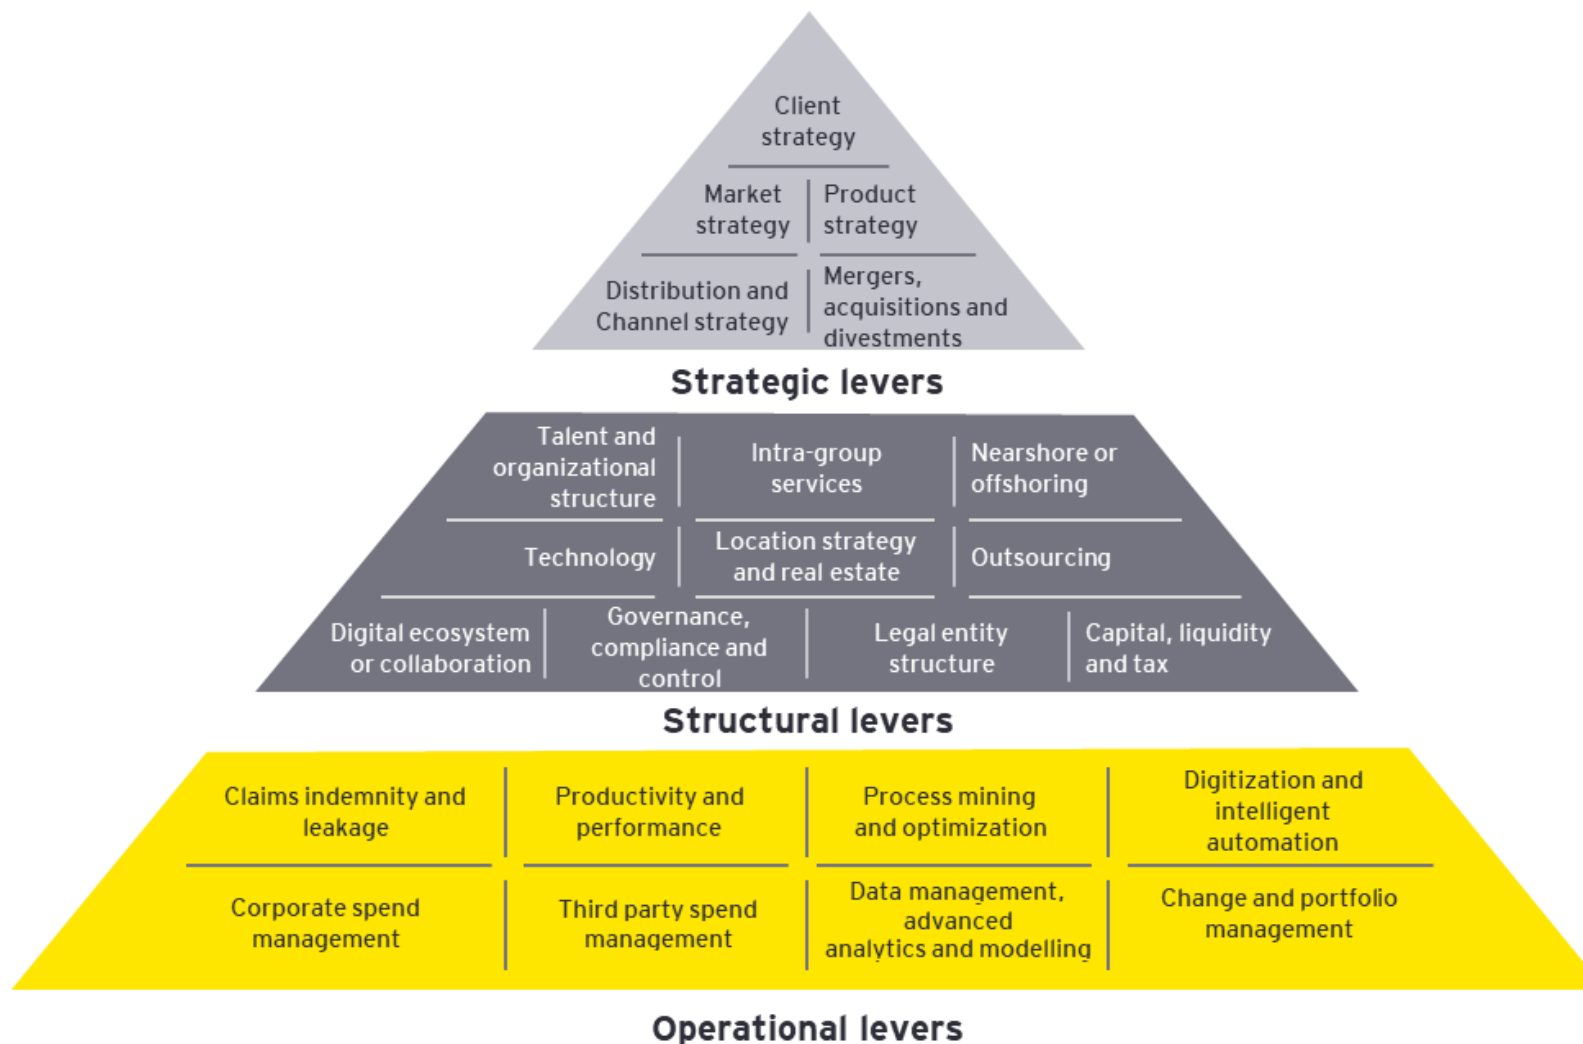 Client
strategy
Market
strategy
Product
strategy
Distribution and
Channel strategy
Mergers,
acquisitions and
divestments
Strategic levers
Talent and
organizational
structure
Intra-group
services
Nearshore or
offshoring
Technology
Location strategy
and real estate
Outsourcing
Digital ecosystem
or collaboration
Governance,
compliance and
control
Legal entity
structure
Capital, liquidity
and tax
Structural levers
Claims indemnity and
leakage
Productivity and
performance
Process mining
and optimization
Digitization and
intelligent
automation
Corporate spend
management
Third party spend
management
Data management,
advanced
analytics and modelling
Change and portfolio
management
Operational levers